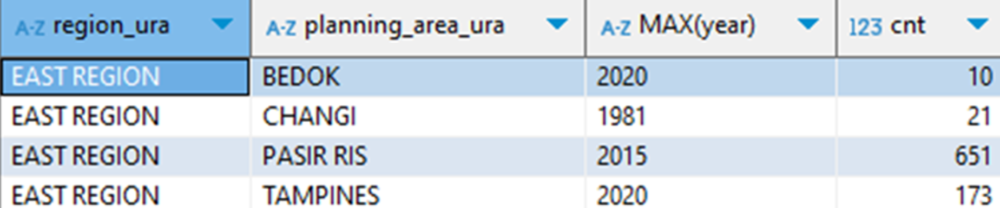 A-Z region_ura A-Z planning_area_ura A-Z MAX(year) 123 cnt
EAST REGION BEDOK 2020 10
EAST REGION CHANGI 1981 21
EAST REGION PASIR RIS 2015 651
EAST REGION TAMPINES 2020 173